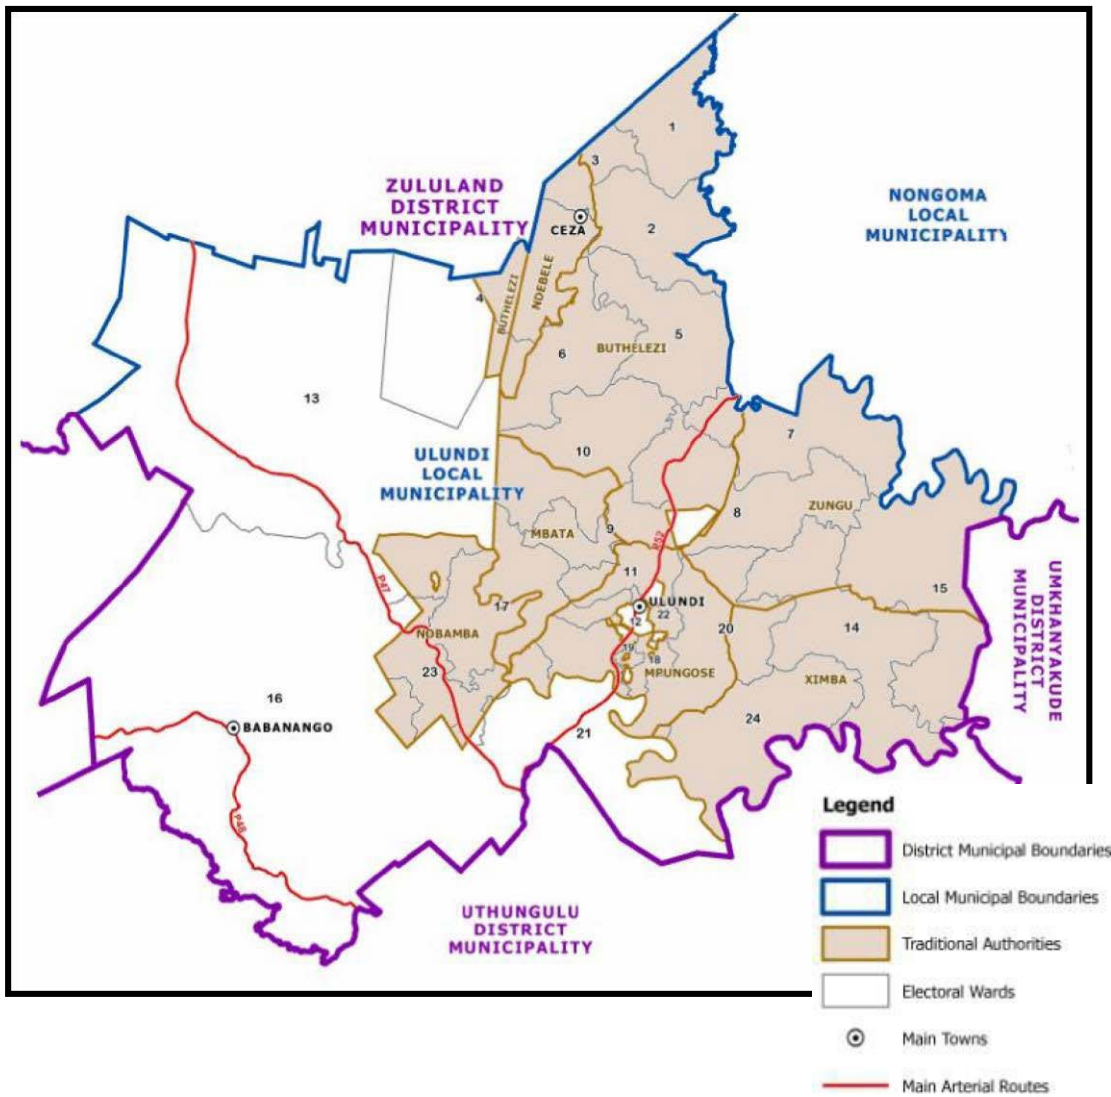 1
3
ZULULAND
DISTRICT
MUNICIPALITY
NONGOMA
LOCAL
MUNICIPALITY
2
CEZA
NDEBELE
BUTHELEZI
4
5
BUTHELEZI
6
13
7
10
ULUNDI
LOCAL
MUNICIPALITY
ZUNGU
8
9
MBATA
P52
11
P47
UMKHANYAKUDE
DISTRICT
MUNICIPALITY
15
17
ULUNDI
12
22
20
14
NOBAMBA
19
18
23
MPUNGOSE
XIMBA
16
24
BABANANGO
21
P48
UTHUNGULU
DISTRICT
MUNICIPALITY
Legend
District Municipal Boundaries
Local Municipal Boundaries
Traditional Authorities
Electoral Wards
Main Towns
Main Arterial Routes